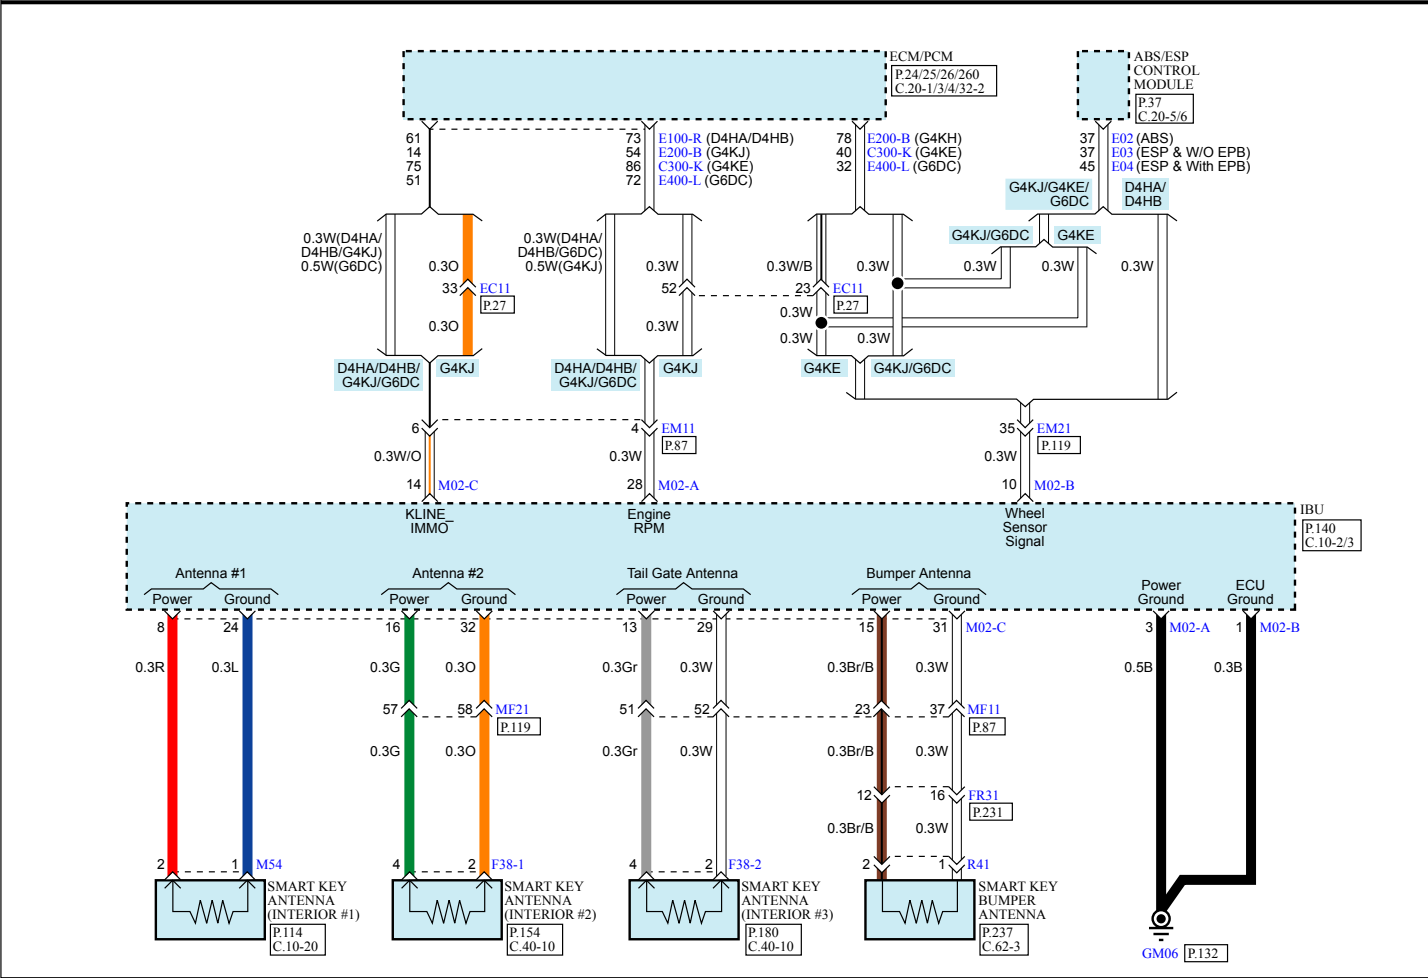 ECM/PCM
P.24/25/26/260
C.20-1/3/4/32-2
ABS/ESP
CONTROL
MODULE
P.37
C.20-5/6
61
14
75
51
73 E100-R (D4HA/D4HB)
54 E200-B (G4KJ)
86 C300-K (G4KE)
72 E400-L (G6DC)
78 E200-B (G4KH)
40 C300-K (G4KE)
32 E400-L (G6DC)
37 E02 (ABS)
37 E03 (ESP & W/O EPB)
45 E04 (ESP & With EPB)
G4KJ/G4KE/
G6DC
D4HA/
D4HB
G4KJ/G6DC
G4KE
0.3W(D4HA/
D4HB/G4KJ)
0.5W(G6DC)
0.3O
33 EC11
P.27
0.3O
0.3W(D4HA/
D4HB/G6DC)
0.5W(G4KJ)
0.3W
52
0.3W
0.3W/B
0.3W
23 EC11
P.27
0.3W
0.3W
0.3W
0.3W
0.3W
0.3W
D4HA/D4HB/
G4KJ/G6DC
G4KJ
D4HA/D4HB/
G4KJ/G6DC
G4KJ
G4KE
G4KJ/G6DC
6
4 EM11
P.87
35 EM21
P.119
0.3W/O
0.3W
0.3W
14 M02-C
28 M02-A
10 M02-B
KLINE_
IMMO
Engine
RPM
Wheel
Sensor
Signal
IBU
P.140
C.10-2/3
Antenna #1
Antenna #2
Tail Gate Antenna
Bumper Antenna
Power
Ground
Power
Ground
Power
Ground
Power
Ground
Power
Ground
ECU
Ground
8
24
16
32
13
29
15
31 M02-C
3 M02-A
1 M02-B
0.3R
0.3L
0.3G
0.3O
0.3Gr
0.3W
0.3Br/B
0.3W
0.5B
0.3B
57
58 MF21
P.119
51
52
23
37 MF11
P.87
0.3G
0.3O
0.3Gr
0.3W
0.3Br/B
0.3W
12
16 FR31
P.231
0.3Br/B
0.3W
2
1 M54
4
2 F38-1
4
2 F38-2
2
1 R41
SMART KEY
ANTENNA
(INTERIOR #1)
P.114
C.10-20
SMART KEY
ANTENNA
(INTERIOR #2)
P.154
C.40-10
SMART KEY
ANTENNA
(INTERIOR #3)
P.180
C.40-10
SMART KEY
BUMPER
ANTENNA
P.237
C.62-3
GM06 P.132